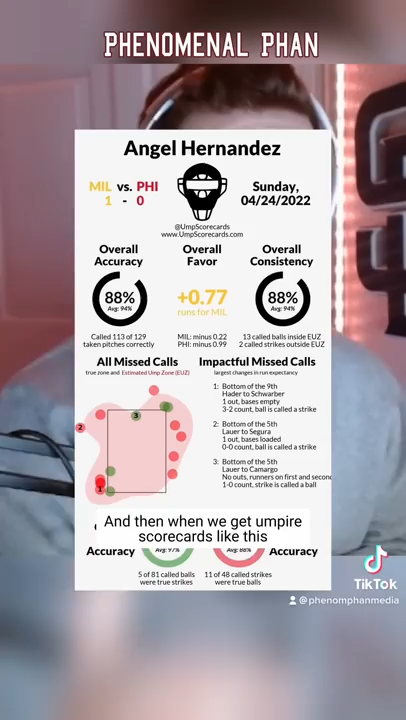 PHENOMENAL PHAN
Angel Hernandez
MIL vs. PHI
1 - 0
Sunday,
04/24/2022
@UmpScorecards
www.UmpScorecards.com
Overall
Accuracy
88%
Avg: 94%
Called 113 of 129
taken pitches correctly
Overall
Favor
+0.77
runs for MIL
MIL: minus 0.22
PHI: minus 0.99
Overall
Consistency
88%
Avg: 94%
13 called balls inside EUZ
2 called strikes outside EUZ
All Missed Calls
true zone and Estimated Ump Zone (EUZ)
3
2
1
Impactful Missed Calls
largest changes in run expectancy
1: Bottom of the 9th
Hader to Schwarber
1 out, bases empty
3-2 count, ball is called a strike
2: Bottom of the 5th
Lauer to Segura
1 out, bases loaded
0-0 count, ball is called a strike
3: Bottom of the 5th
Lauer to Camargo
No outs, runners on first and second
1-0 count, strike is called a ball
And then when we get umpire
scorecards like this
Accuracy
Avg: 97%
5 of 81 called balls
were true strikes
Avg: 88%
Accuracy
11 of 48 called strikes
were true balls
TikTok
@phenomphanmedia